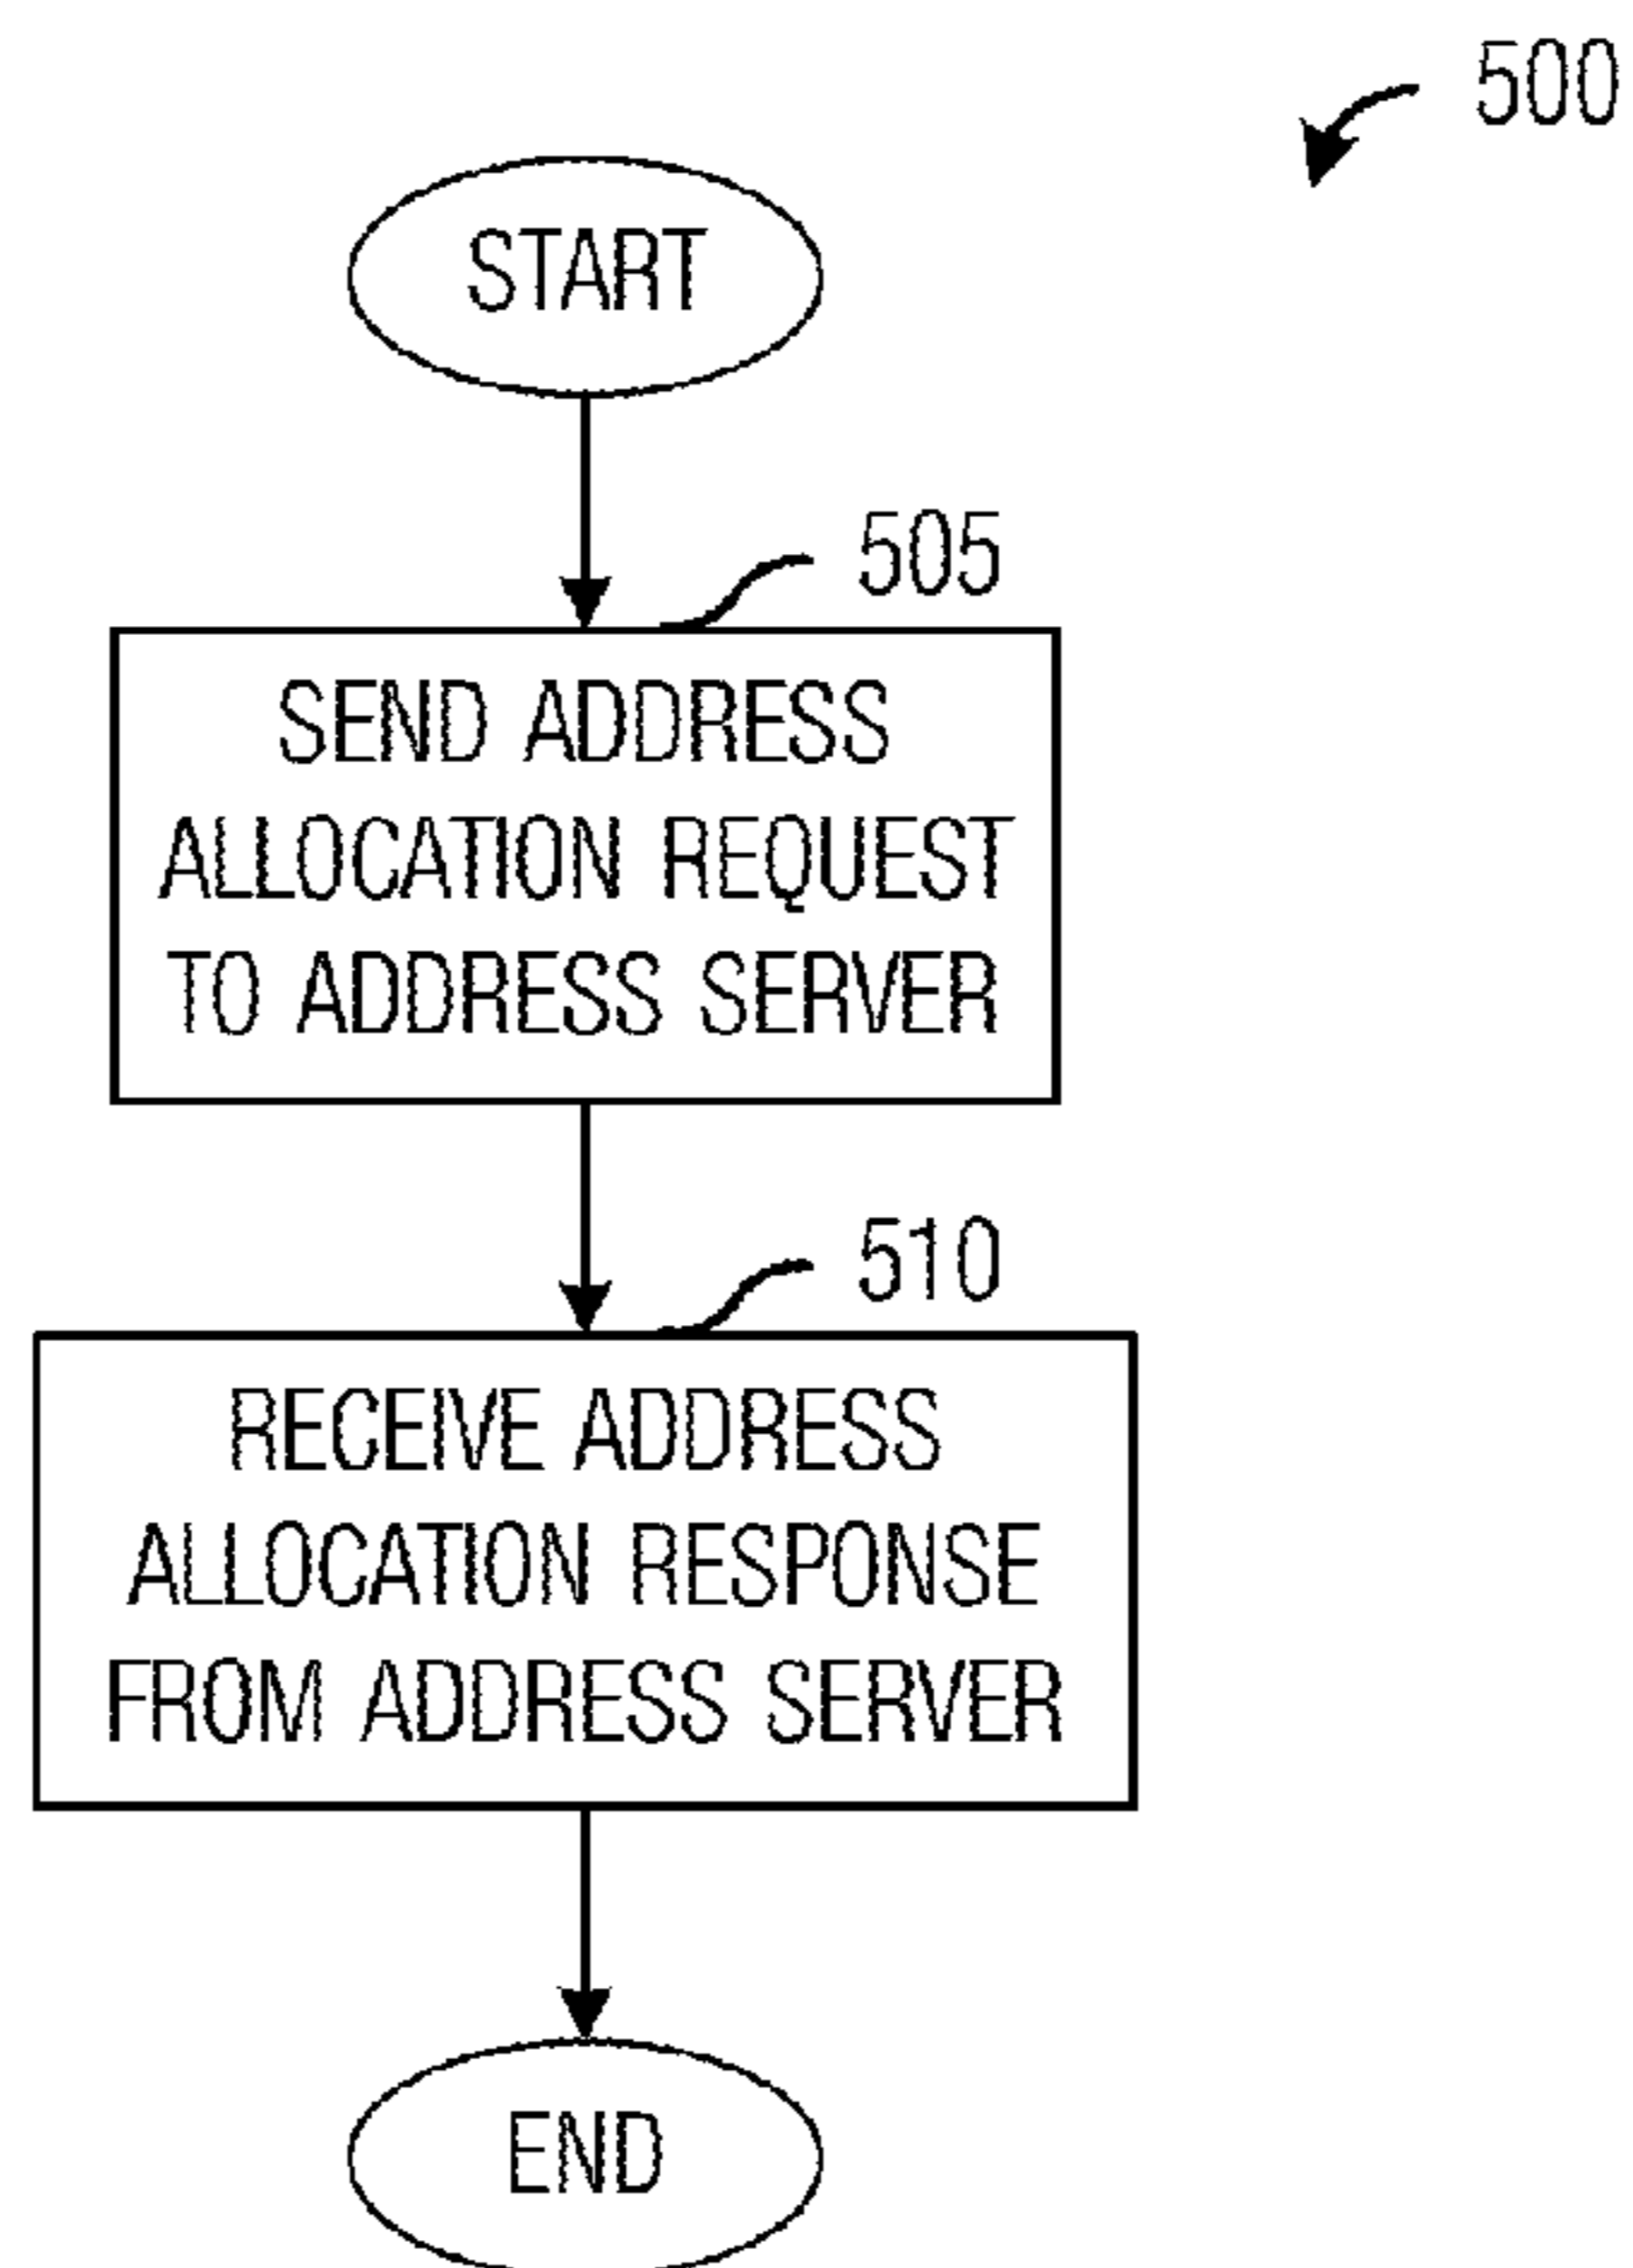 500
START
505
SEND ADDRESS
ALLOCATION REQUEST
TO ADDRESS SERVER
510
RECEIVE ADDRESS
ALLOCATION RESPONSE
FROM ADDRESS SERVER
END